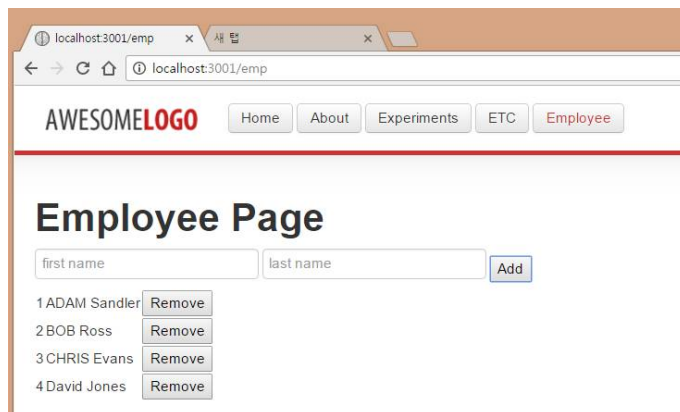 localhost:3001/emp
새 탭
localhost:3001/emp
AWESOMELOGO Home About Experiments ETC Employee
Employee Page
first name last name Add
1 ADAM Sandler Remove
2 BOB Ross Remove
3 CHRIS Evans Remove
4 David Jones Remove